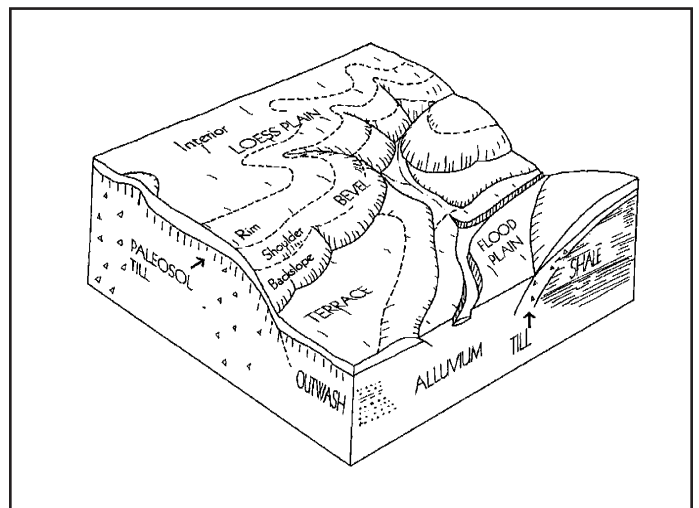 Interior
LOESS PLAIN
Rim
Shoulder
Backslope
BEVEL
PALEOSOL
TILL
TERRACE
FLOOD
PLAIN
SHALE
TILL
ALLUVIUM
OUTWASH